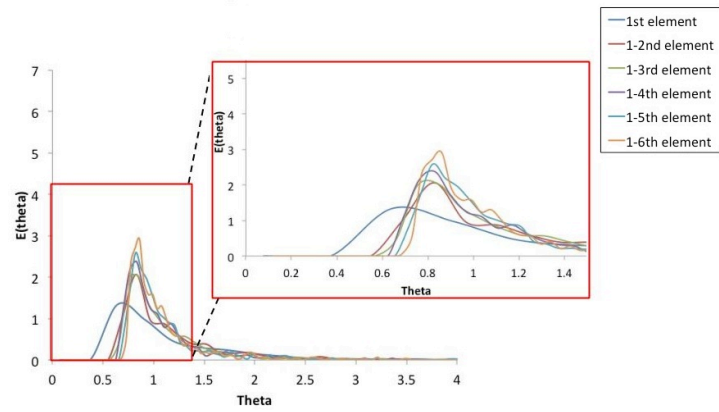 1st element
1-2nd element
1-3rd element
1-4th element
1-5th element
1-6th element
7
6
5
4
3
2
1
0
E(theta)
0 0.5 1 1.5 2 2.5 3 3.5 4
Theta
5
4
3
2
1
0
E(theta)
0 0.2 0.4 0.6 0.8 1 1.2 1.4
Theta